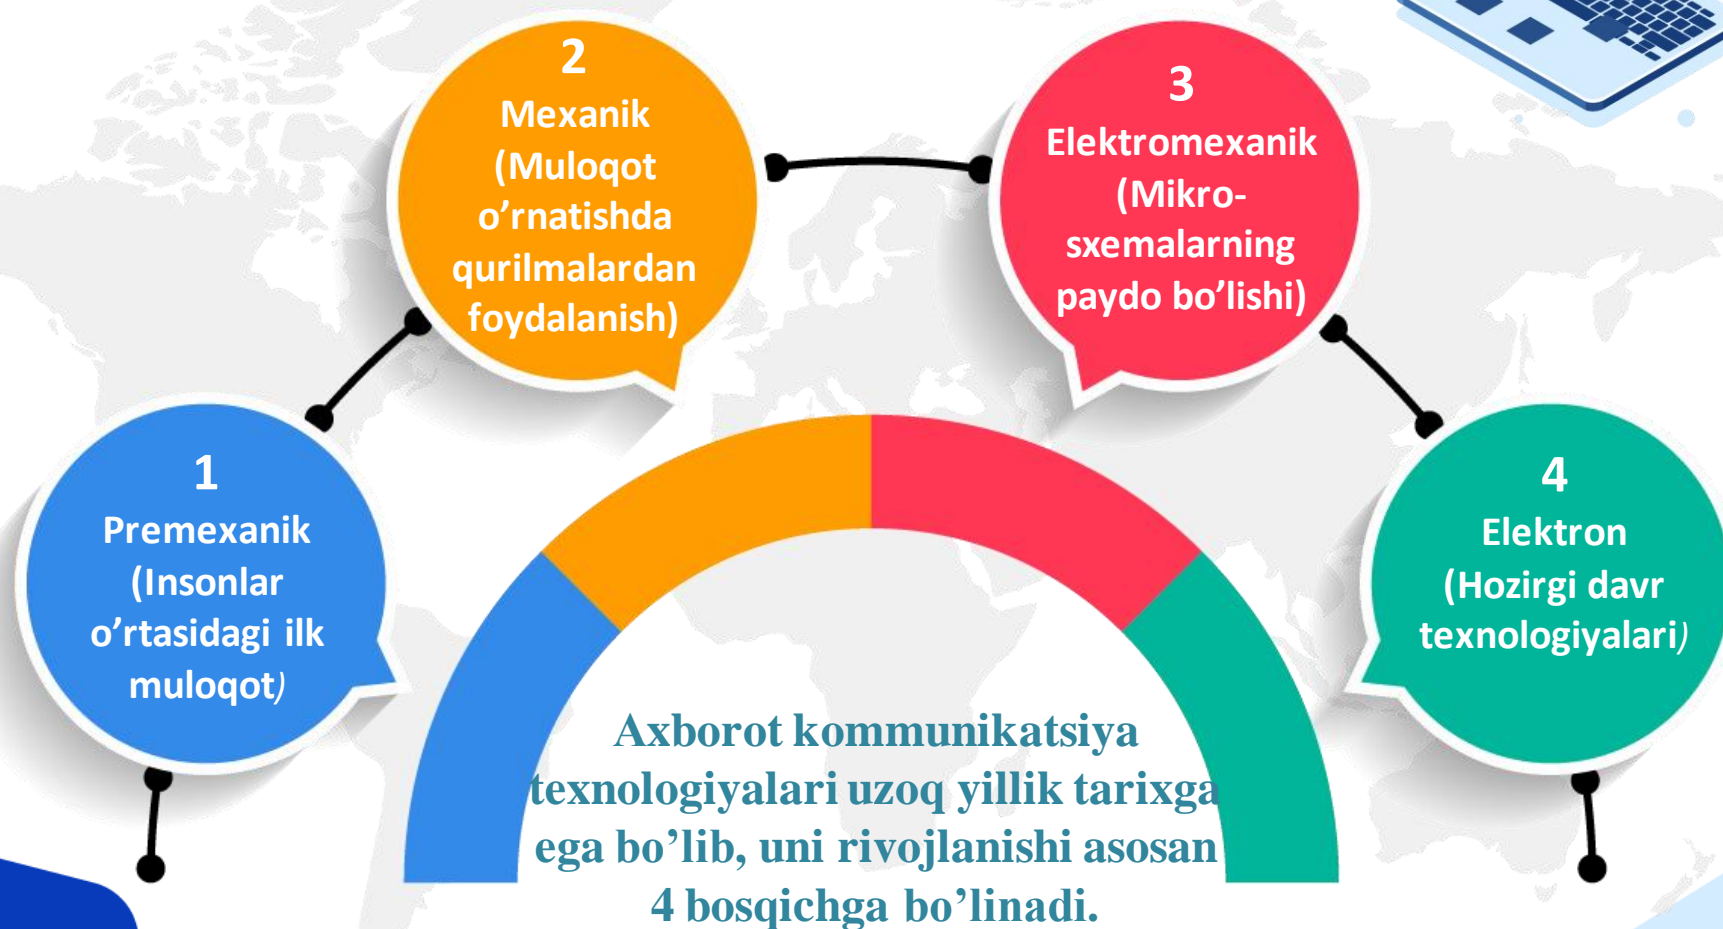 1
Premexanik
(Insonlar
o’rtasidagi ilk
muloqot)
2
Mexanik
(Muloqot
o’rnatishda
qurilmalardan
foydalanish)
3
Elektromexanik
(Mikro-
sxemalarning
paydo bo’lishi)
4
Elektron
(Hozirgi davr
texnologiyalari)
Axborot kommunikatsiya
texnologiyalari uzoq yillik tarixga
ega bo’lib, uni rivojlanishi asosan
4 bosqichga bo’linadi.